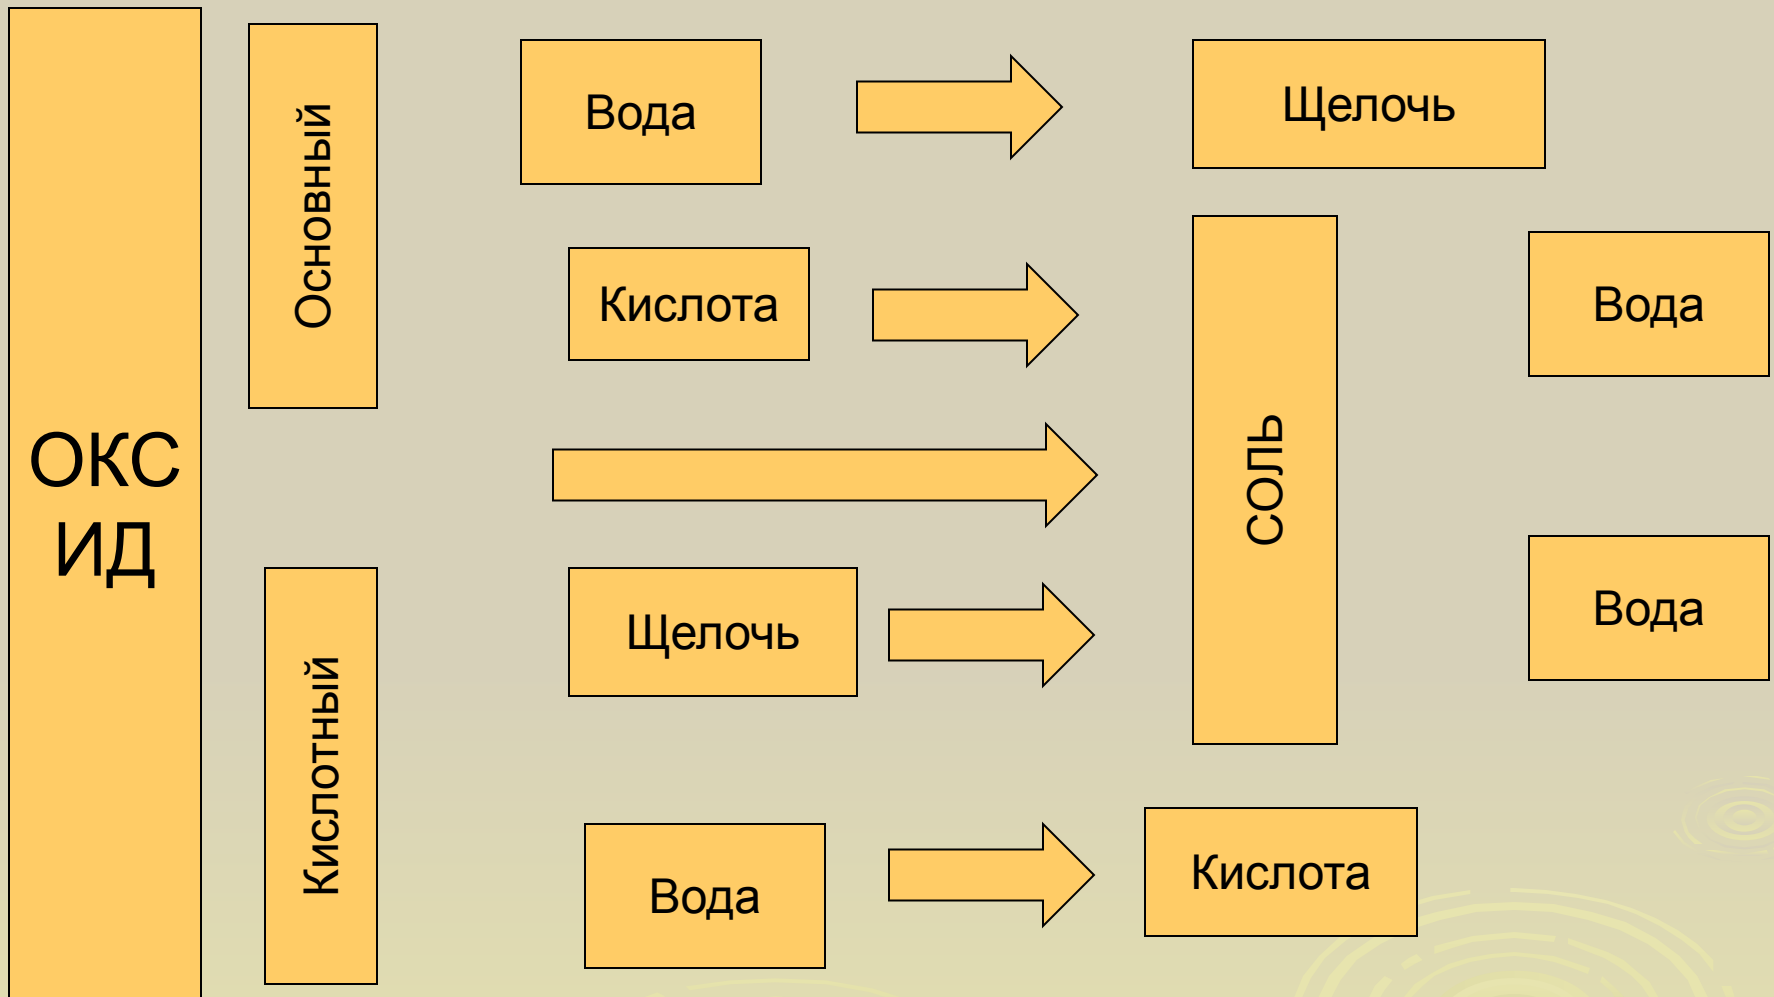 ОКС
ИД
Основный
Вода
Щелочь
Кислота
Вода
СОЛЬ
Кислотный
Щелочь
Вода
Вода
Кислота